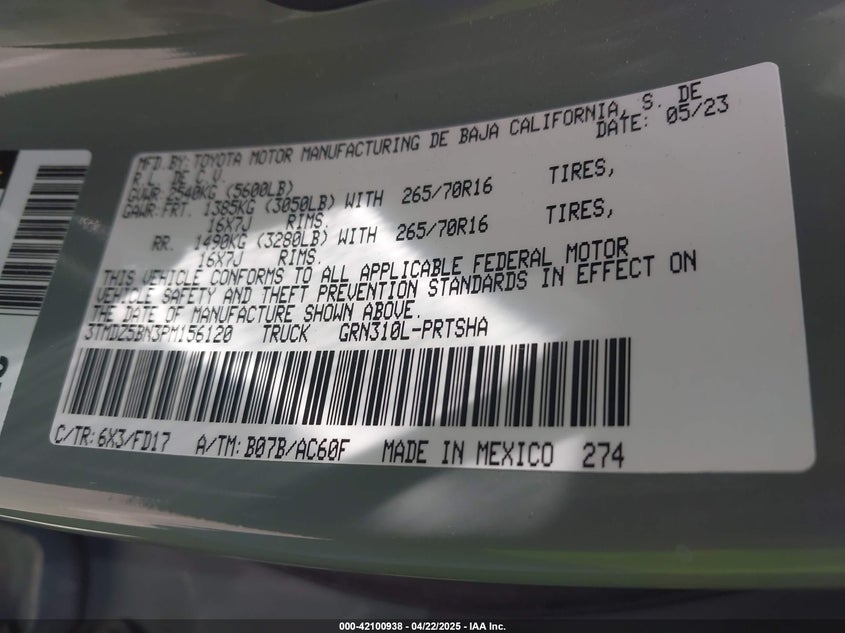 MFD.BY: TOYOTA MOTOR MANUFACTURING DE BAJA CALIFORNIA, S. DE
R.L. DE C.V. DATE: 05/23
GVWR 2540KG (5600LB)
GAWR:FRT. 1385KG (3050LB) WITH 265/70R16 TIRES,
16X7J RIMS.
RR. 1490KG (3280LB) WITH 265/70R16 TIRES,
16X7J RIMS.
THIS VEHICLE CONFORMS TO ALL APPLICABLE FEDERAL MOTOR
VEHICLE SAFETY AND THEFT PREVENTION STANDARDS IN EFFECT ON
THE DATE OF MANUFACTURE SHOWN ABOVE.
3TMDZ5BN3PM156120 TRUCK GRN310L-PRTSHA
C/TR: 6X3/FD17 A/TM: B07B/AC60F MADE IN MEXICO 274
000-42100938 - 04/22/2025 - IAA Inc.